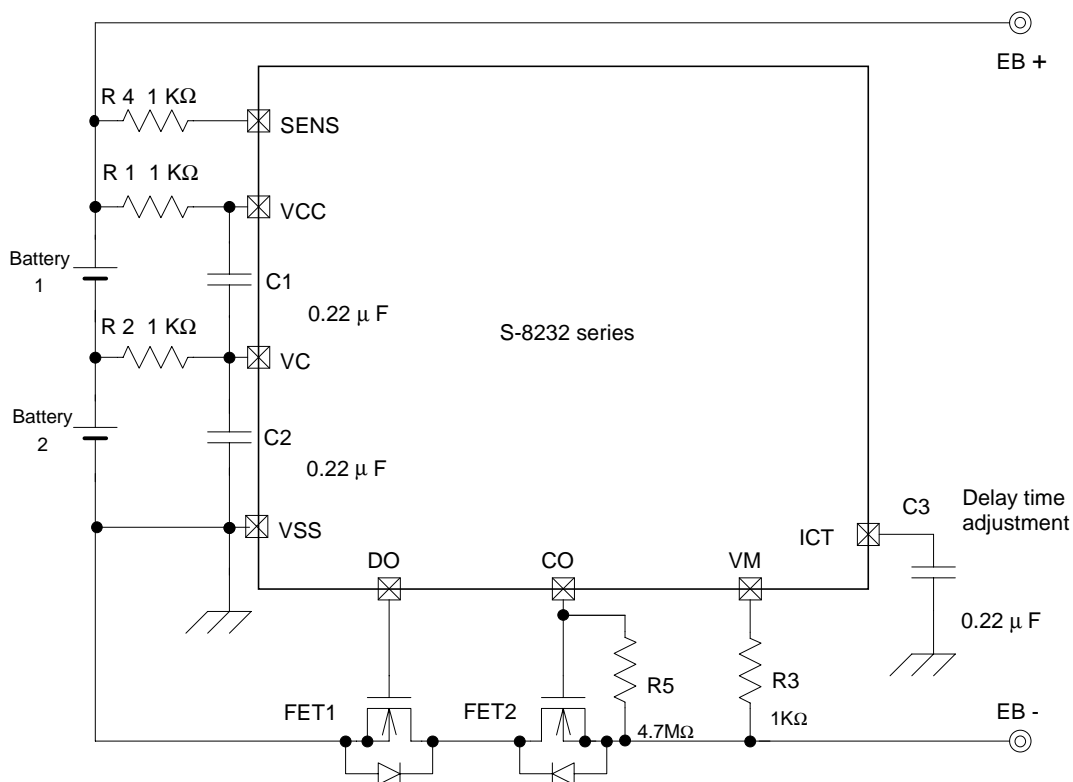 EB +
R 4 1 KΩ
SENS
R 1 1 KΩ
VCC
Battery
1
C1
0.22 μ F
R 2 1 KΩ
S-8232 series
VC
Battery
2
C2
0.22 μ F
VSS
C3
Delay time
adjustment
ICT
DO
CO
VM
0.22 μ F
R5
R3
FET1
FET2
4.7MΩ
1KΩ
EB -